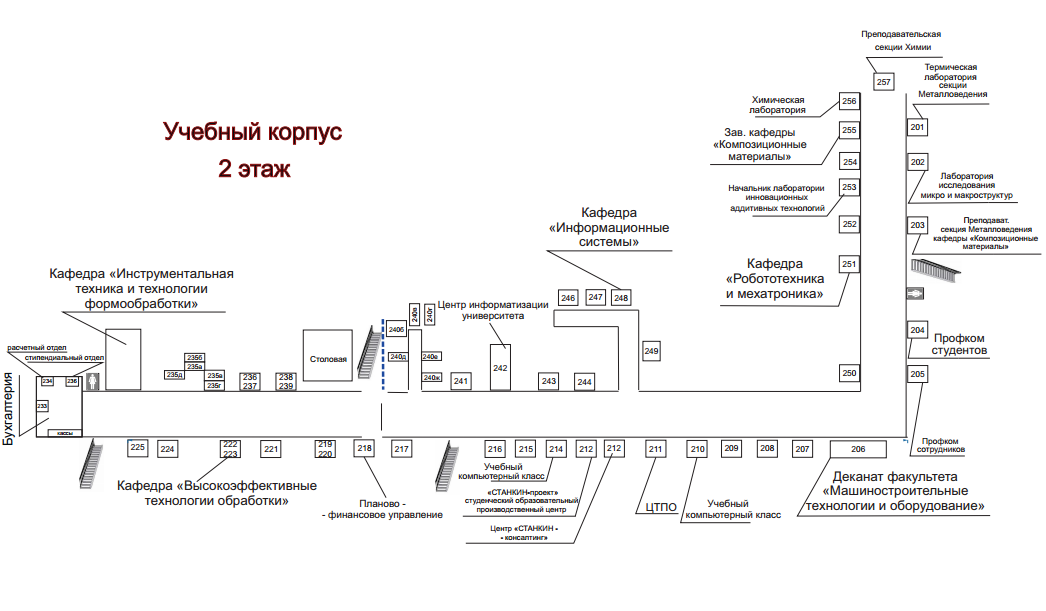 Преподавательская
секции Химии
257
Термическая
лаборатория
секции
Металловедения
Химическая
лаборатория
256
201
Учебный корпус
2 этаж
Зав. кафедры
«Композиционные
материалы»
255
254
202
Лаборатория
исследования
микро и макроструктур
Начальник лаборатории
инновационных
аддитивных технологий
253
252
203
Преподават.
секция Металловедения
кафедры «Композиционные
материалы»
Кафедра
«Информационные
системы»
Кафедра
«Робототехника
и мехатроника»
251
Кафедра «Инструментальная
техника и технологии
формообработки»
246
247
248
Центр информатизации
университета
240в
240г
240б
204
Профком
студентов
расчетный отдел
стипендиальный отдел
Бухгалтерия
234
236
233
кассы
235б
235а
235д
235в
235г
236
237
238
239
Столовая
240д
240е
240ж
241
242
243
244
249
250
205
Профком
сотрудников
225
224
222
223
221
219
220
218
217
216
215
214
212
212
211
210
209
208
207
206
Кафедра «Высокоэффективные
технологии обработки»
Планово -
- финансовое управление
Учебный
компьютерный класс
«СТАНКИН-проект»
студенческий образовательный
производственный центр
Центр «СТАНКИН -
- консалтинг»
ЦТПО
Учебный
компьютерный класс
Деканат факультета
«Машиностроительные
технологии и оборудование»